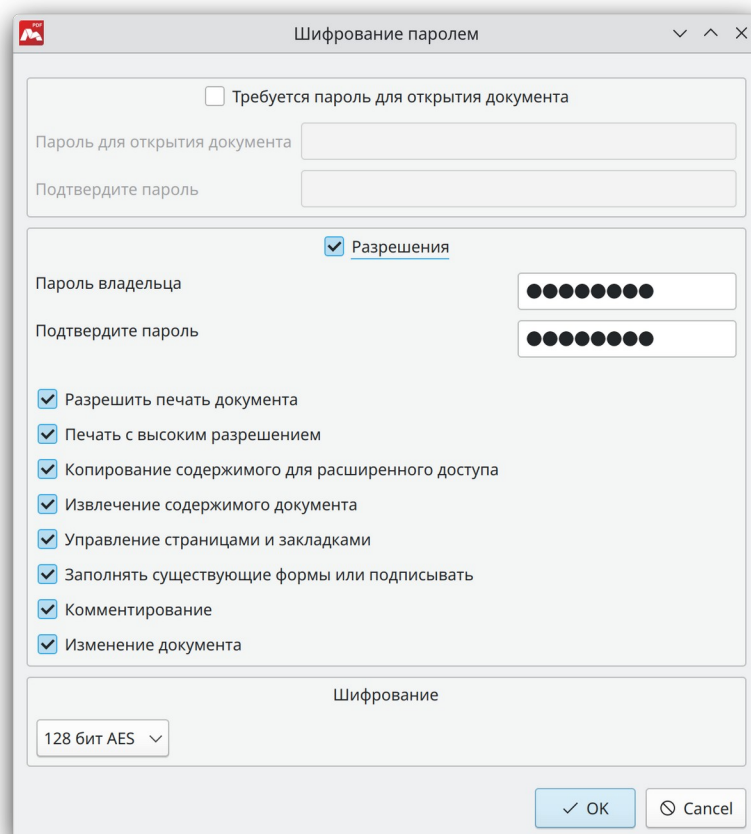 PDF
Шифрование паролем
Требуется пароль для открытия документа
Пароль для открытия документа
Подтвердите пароль
Разрешения
Пароль владельца
Подтвердите пароль
Разрешить печать документа
Печать с высоким разрешением
Копирование содержимого для расширенного доступа
Извлечение содержимого документа
Управление страницами и закладками
Заполнять существующие формы или подписывать
Комментирование
Изменение документа
Шифрование
128 бит AES
OK
Cancel